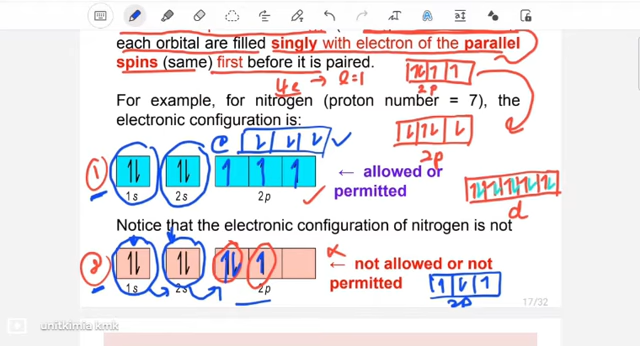 each orbital are filled singly with electron of the parallel
spins (same) first before it is paired.
4e → l=1
2p
For example, for nitrogen (proton number = 7), the
electronic configuration is:
2p
①
← allowed or
permitted
1s 2s 2p
d
Notice that the electronic configuration of nitrogen is not
②
← not allowed or not
permitted
1s 2s 2p
2p
17/32
unitkimia kmk